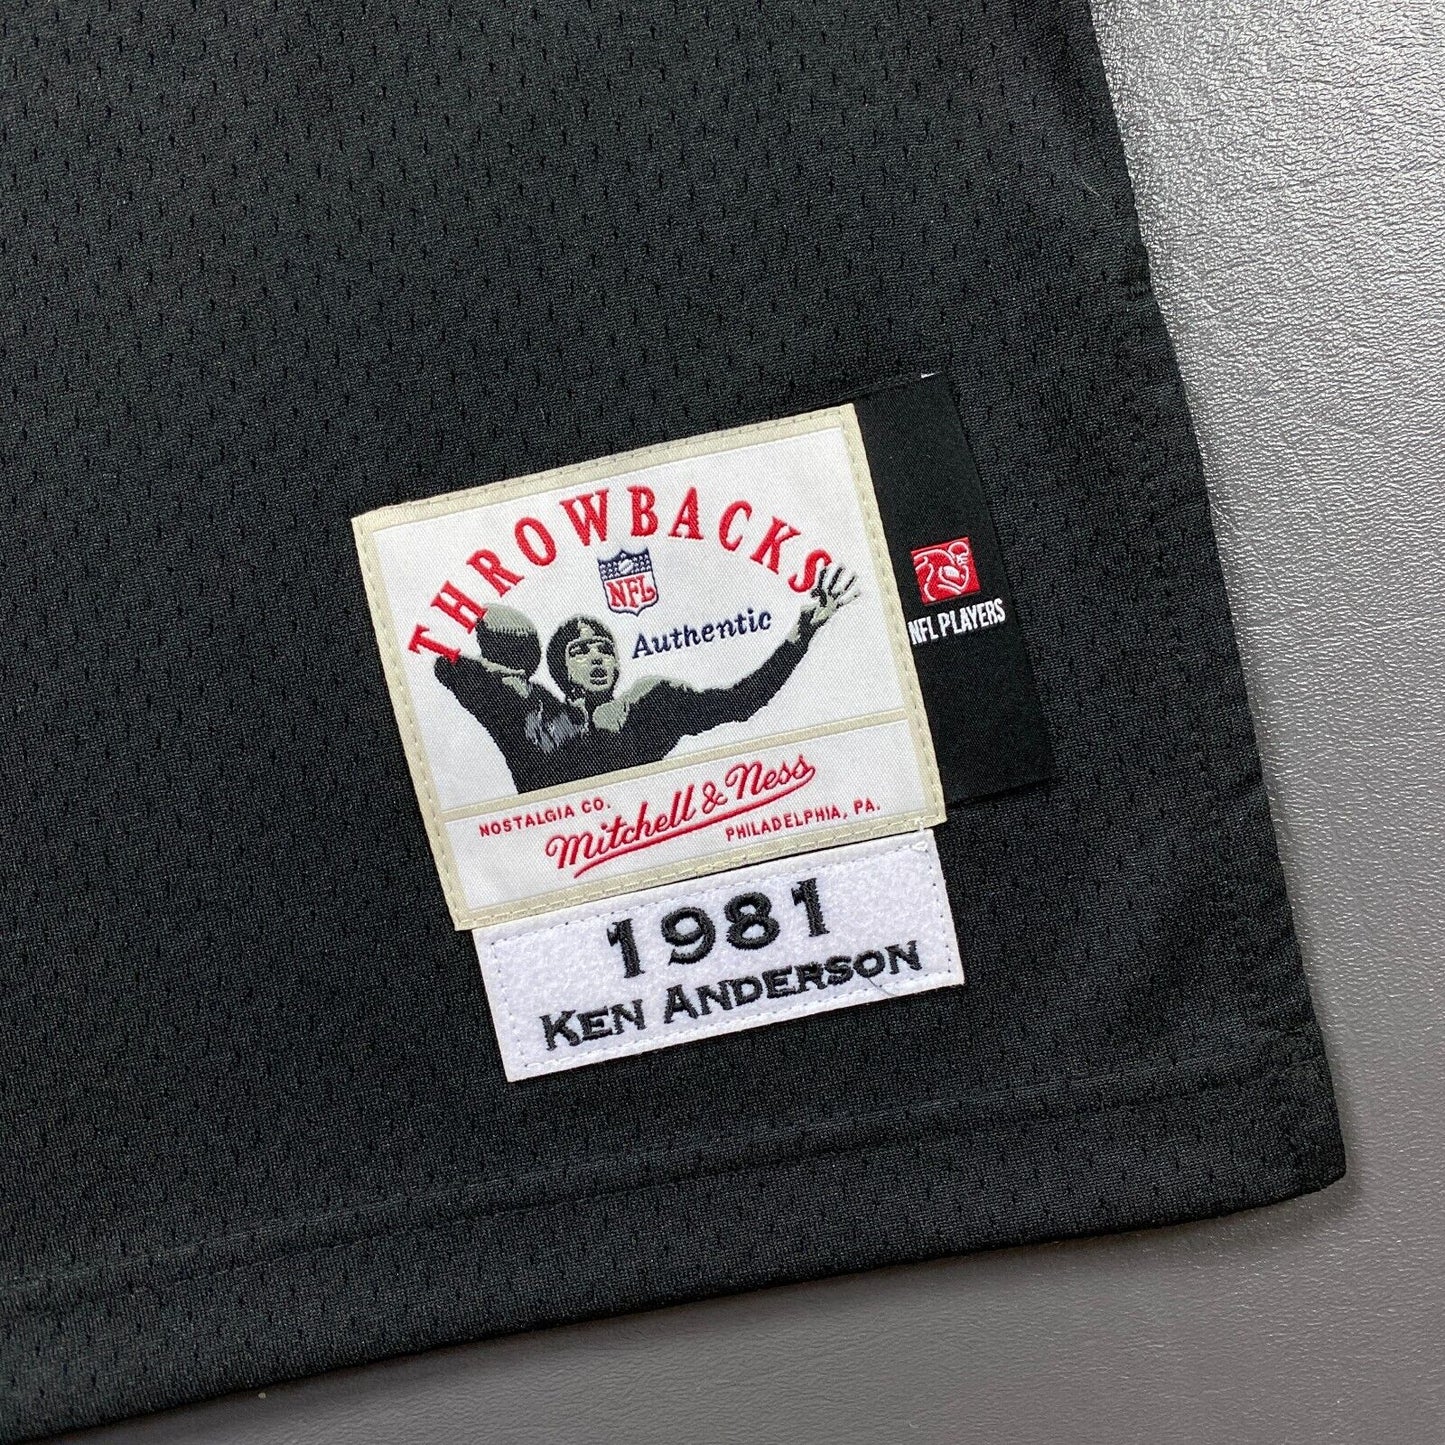 THROWBACKS
NFL
Authentic
NFL PLAYERS
NOSTALGIA CO.
Mitchell & Ness
PHILADELPHIA, PA.
1981
KEN ANDERSON